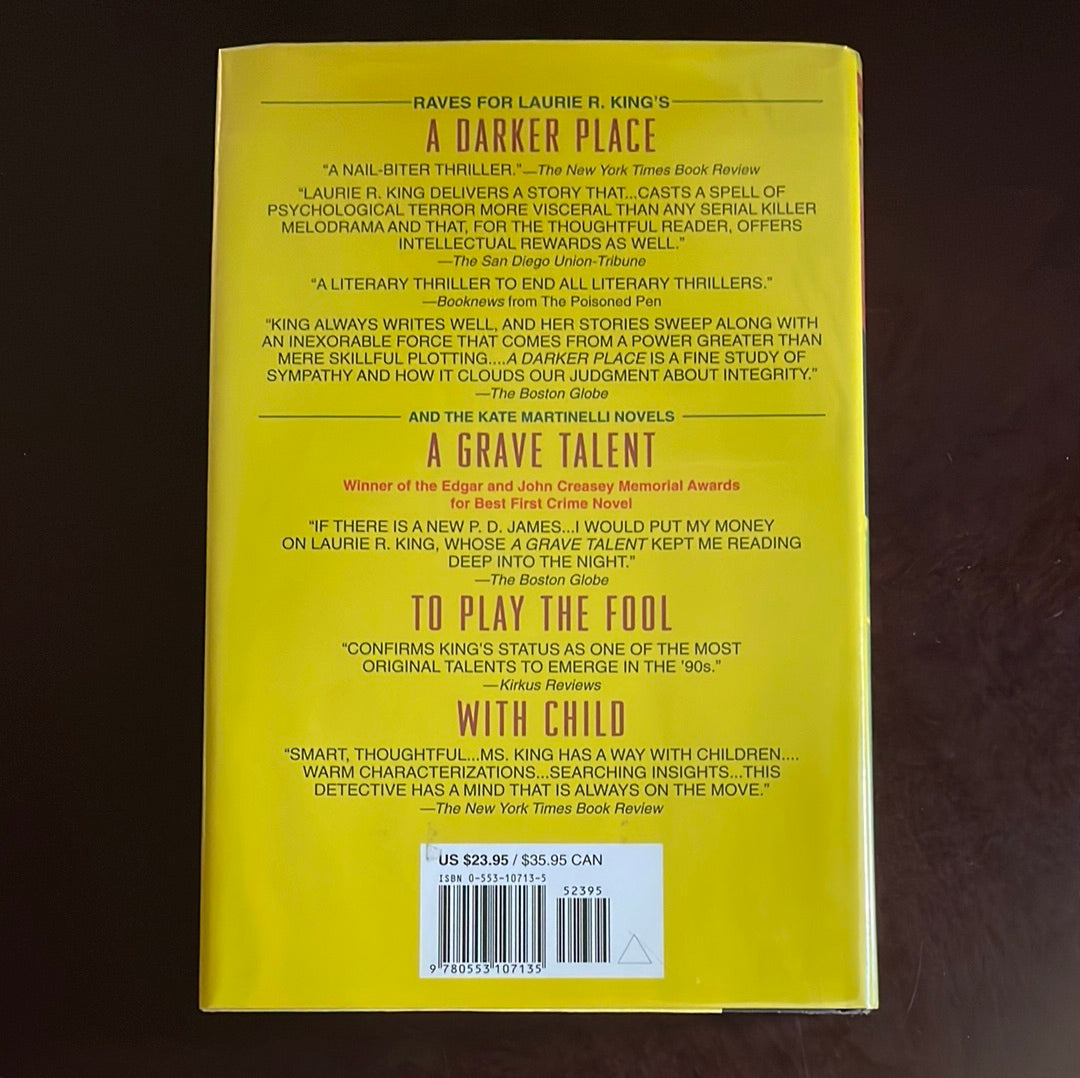 RAVES FOR LAURIE R. KING'S
A DARKER PLACE
"A NAIL-BITER THRILLER."—The New York Times Book Review
"LAURIE R. KING DELIVERS A STORY THAT...CASTS A SPELL OF
PSYCHOLOGICAL TERROR MORE VISCERAL THAN ANY SERIAL KILLER
MELODRAMA AND THAT, FOR THE THOUGHTFUL READER, OFFERS
INTELLECTUAL REWARDS AS WELL."
—The San Diego Union-Tribune
"A LITERARY THRILLER TO END ALL LITERARY THRILLERS."
—Booknews from The Poisoned Pen
"KING ALWAYS WRITES WELL, AND HER STORIES SWEEP ALONG WITH
AN INEXORABLE FORCE THAT COMES FROM A POWER GREATER THAN
MERE SKILLFUL PLOTTING....A DARKER PLACE IS A FINE STUDY OF
SYMPATHY AND HOW IT CLOUDS OUR JUDGMENT ABOUT INTEGRITY."
—The Boston Globe
AND THE KATE MARTINELLI NOVELS
A GRAVE TALENT
Winner of the Edgar and John Creasey Memorial Awards
for Best First Crime Novel
"IF THERE IS A NEW P. D. JAMES...I WOULD PUT MY MONEY
ON LAURIE R. KING, WHOSE A GRAVE TALENT KEPT ME READING
DEEP INTO THE NIGHT."
—The Boston Globe
TO PLAY THE FOOL
"CONFIRMS KING'S STATUS AS ONE OF THE MOST
ORIGINAL TALENTS TO EMERGE IN THE '90s."
—Kirkus Reviews
WITH CHILD
"SMART, THOUGHTFUL...MS. KING HAS A WAY WITH CHILDREN....
WARM CHARACTERIZATIONS...SEARCHING INSIGHTS...THIS
DETECTIVE HAS A MIND THAT IS ALWAYS ON THE MOVE."
—The New York Times Book Review
US $23.95 / $35.95 CAN
ISBN 0-553-10713-5
52395
9 780553 107135